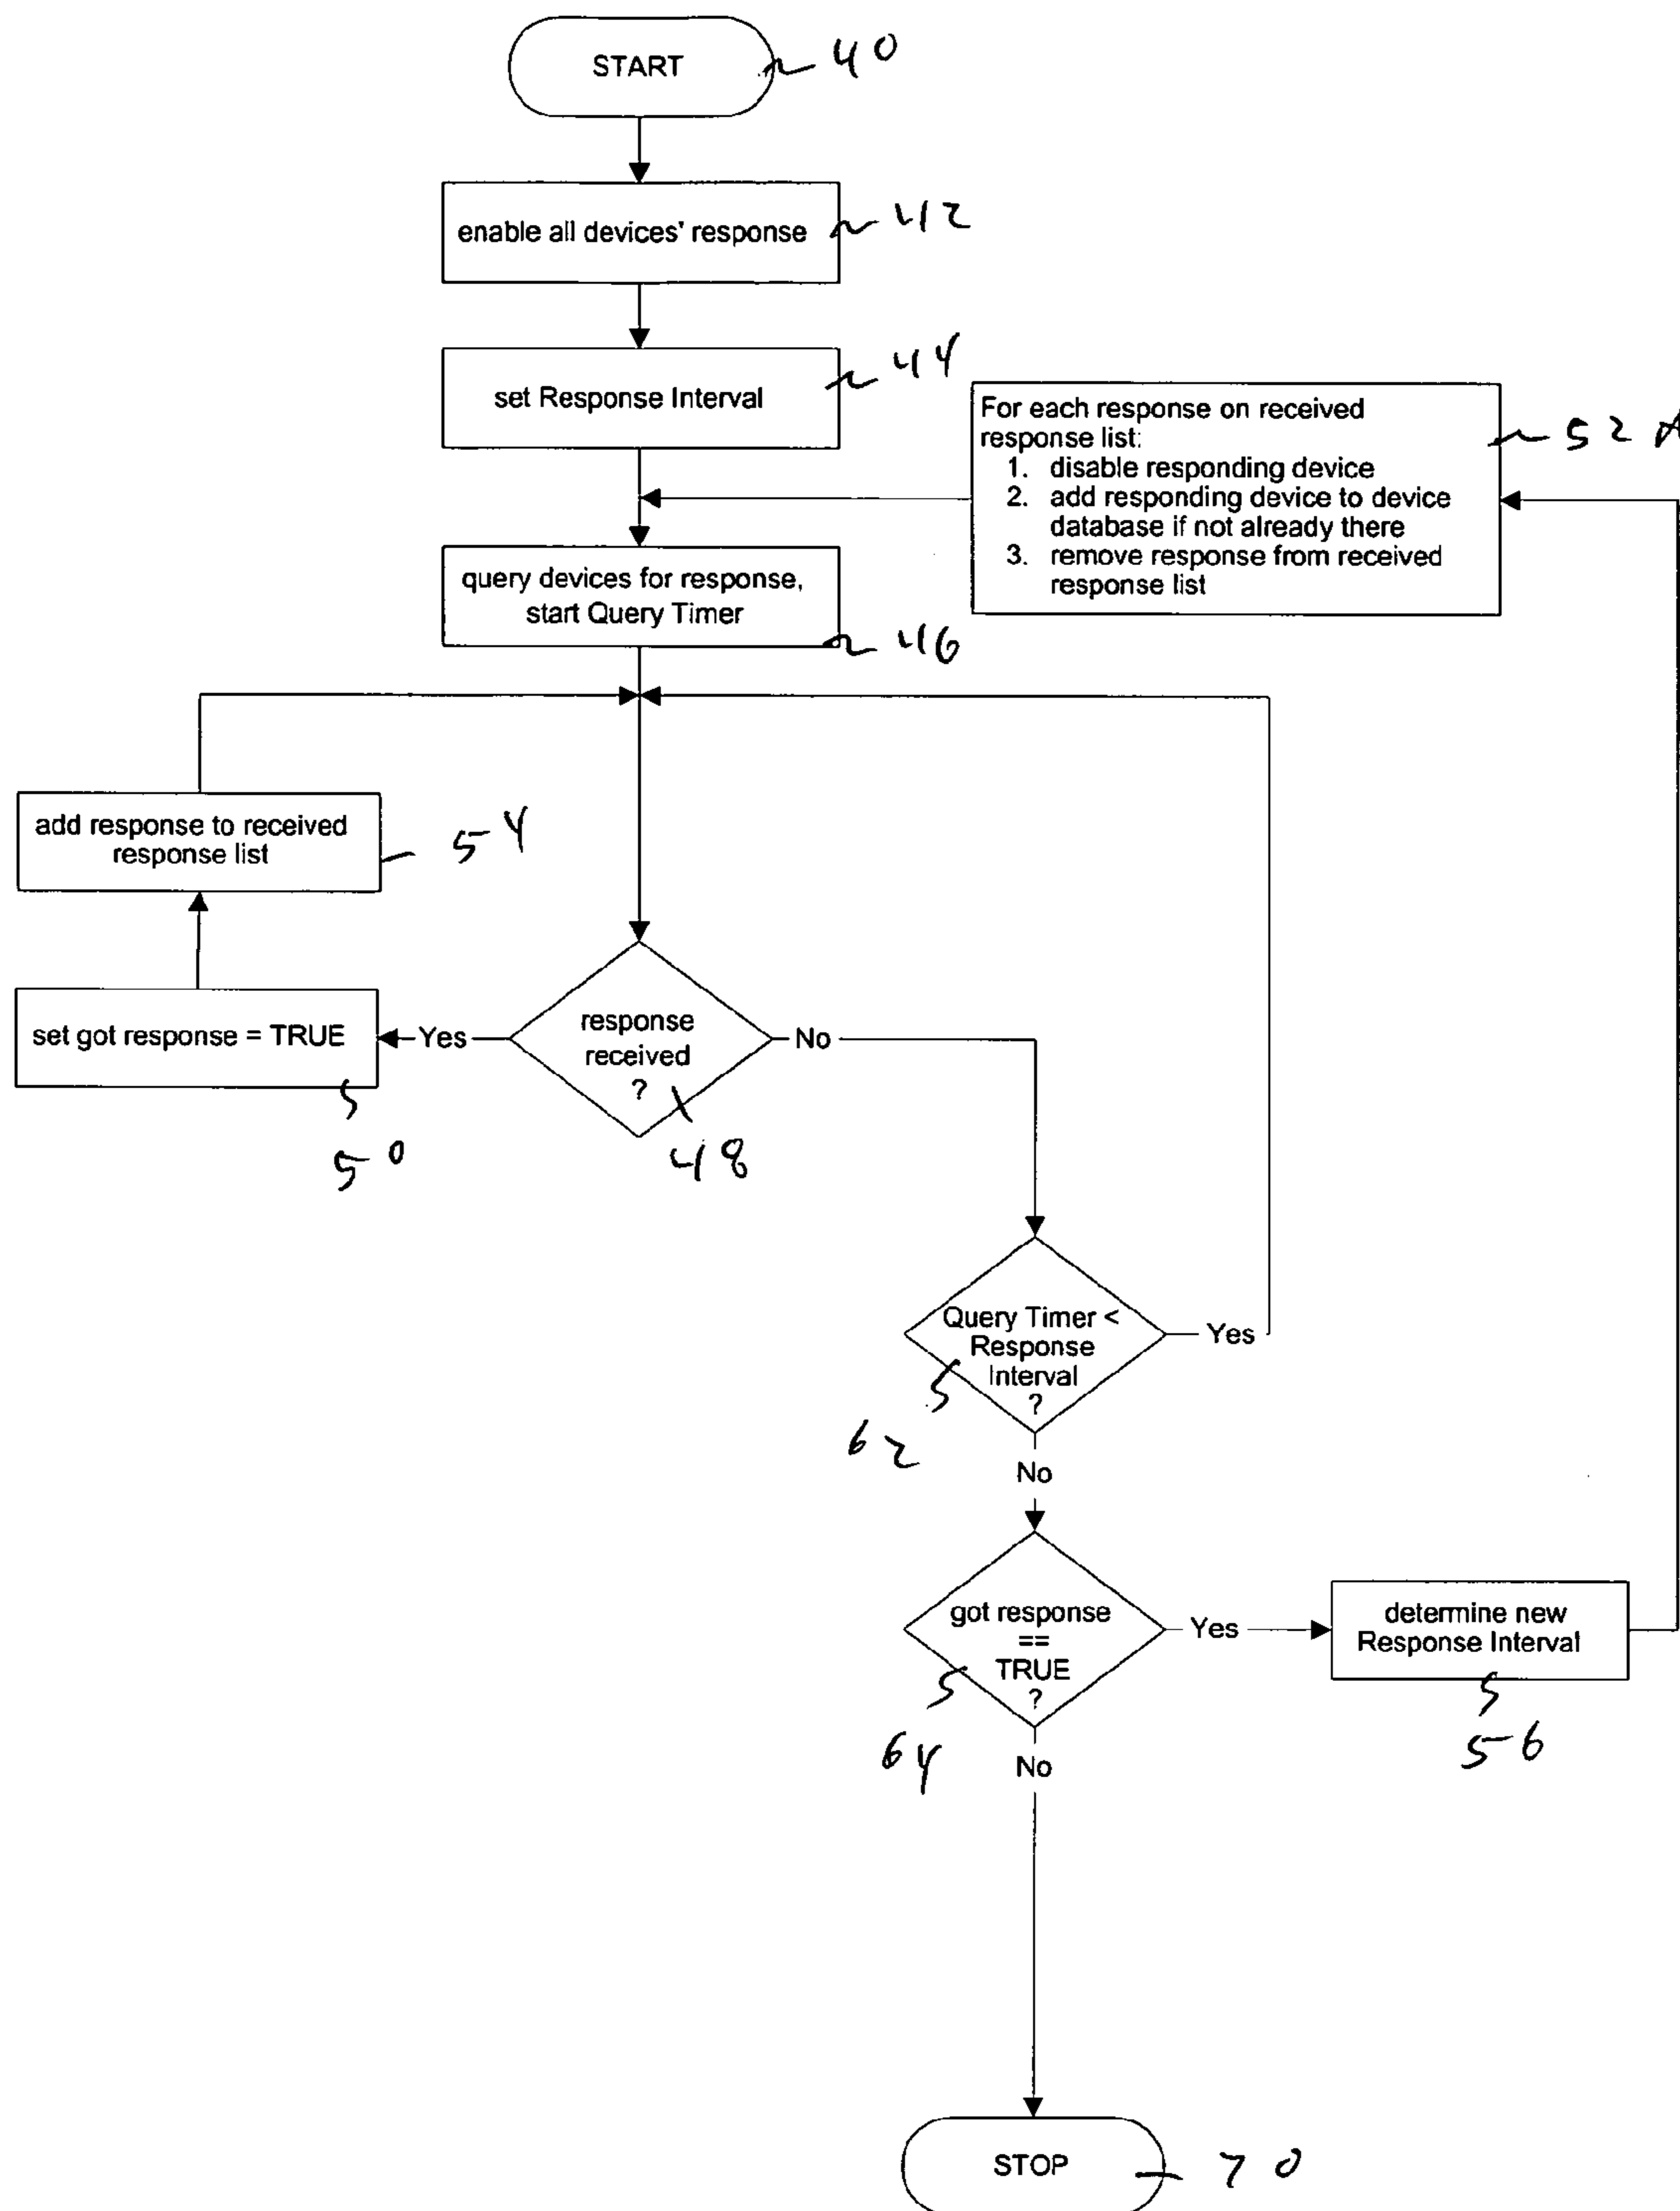 START
40
enable all devices' response
42
set Response Interval
44
For each response on received
response list:
1. disable responding device
2. add responding device to device
database if not already there
3. remove response from received
response list
52A
query devices for response,
start Query Timer
46
add response to received
response list
54
set got response = TRUE
50
Yes
response
received
?
48
No
Query Timer <
Response
Interval
?
62
Yes
No
got response
==
TRUE
?
64
Yes
determine new
Response Interval
56
No
STOP
70